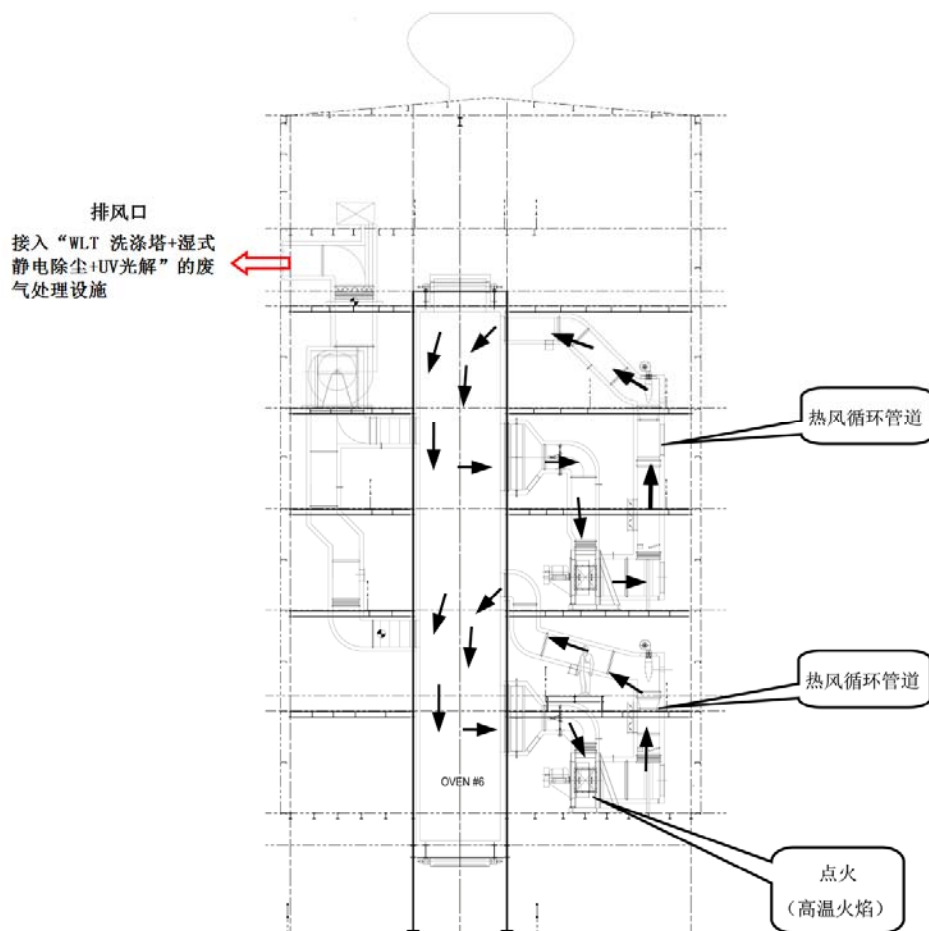 排风口
接入“WLT 洗涤塔+湿式
静电除尘+UV光解”的废
气处理设施
热风循环管道
热风循环管道
OVEN #6
点火
（高温火焰）